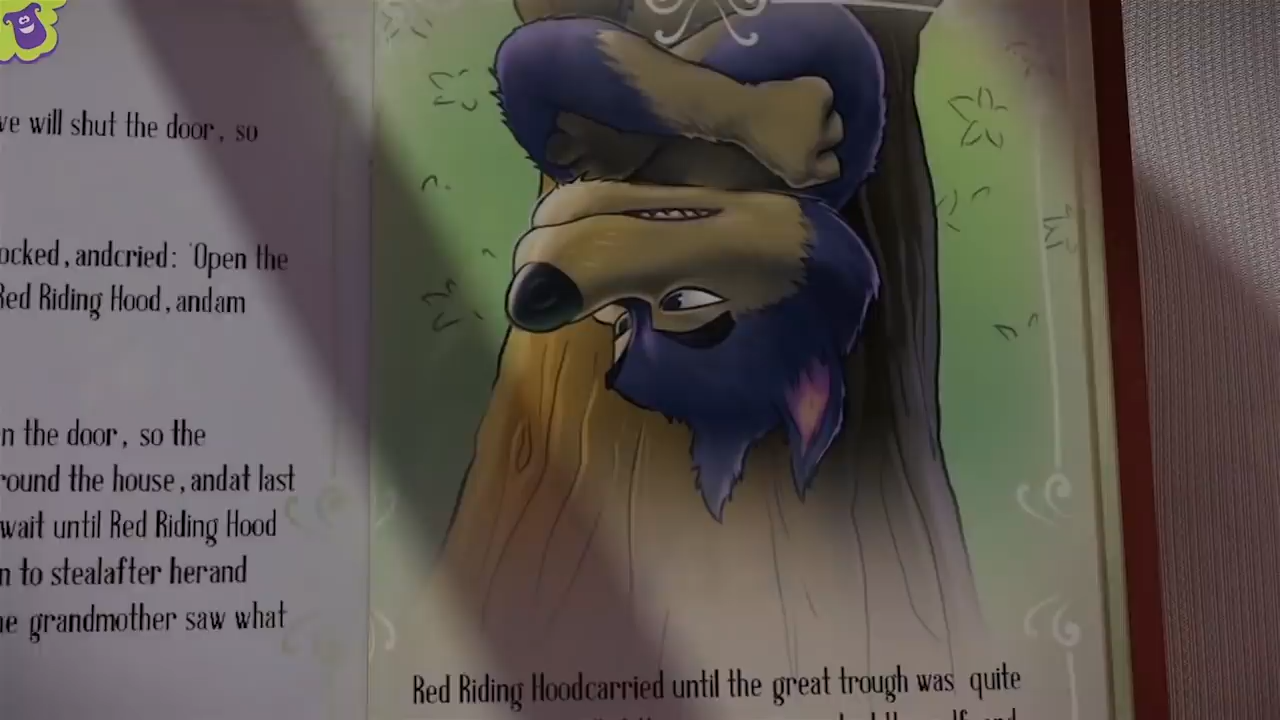 will shut the door, so
ocked, andcried: 'Open the
Red Riding Hood, andam
n the door, so the
round the house, andat last
wait until Red Riding Hood
n to stealafter herand
grandmother saw what
Red Riding Hoodcarried until the great trough was quite